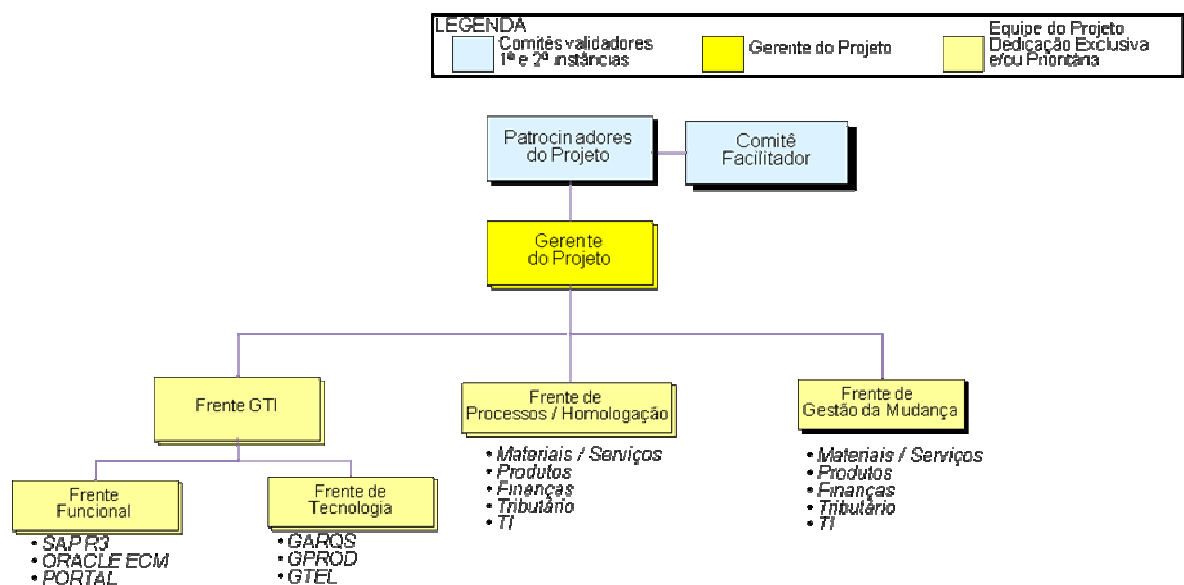 LEGENDA
Comitês validadores
1ª e 2ª instâncias
Gerente do Projeto
Equipe do Projeto
Dedicação Exclusiva
e/ou Prioritária
Patrocinadores
do Projeto
Comitê
Facilitador
Gerente
do Projeto
Frente GTI
Frente de
Processos / Homologação
Frente de
Gestão da Mudança
• Materiais / Serviços
• Produtos
• Finanças
• Tributário
• TI
• Materiais / Serviços
• Produtos
• Finanças
• Tributário
• TI
Frente
Funcional
Frente de
Tecnologia
• SAP R3
• ORACLE ECM
• PORTAL
• GARQS
• GPROD
• GTEL